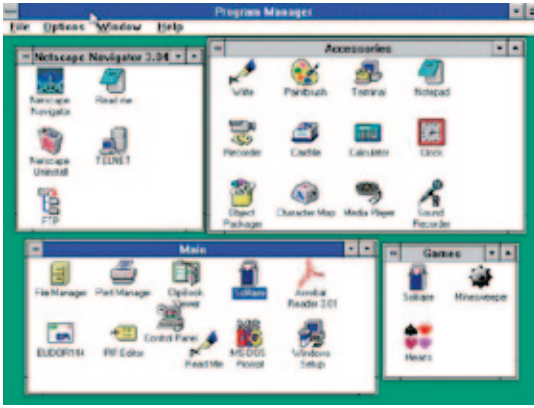 Program Manager
File Options Window Help
Netscape Navigator 3.04
Netscape Navigator
Read me
Netscape Uninstall
TELNET
FTP
Accessories
Write Paintbrush Terminal Notepad
Recorder Cardfile Calculator Clock
Object Packager
Character Map Media Player
Sound Recorder
Main
File Manager Print Manager
ClipBook Viewer
Solitaire
Acrobat Reader 3.01
PIF Editor
Control Panel
Read Me
MS-DOS Prompt
Windows Setup
Games
Solitaire Minesweeper
Hearts